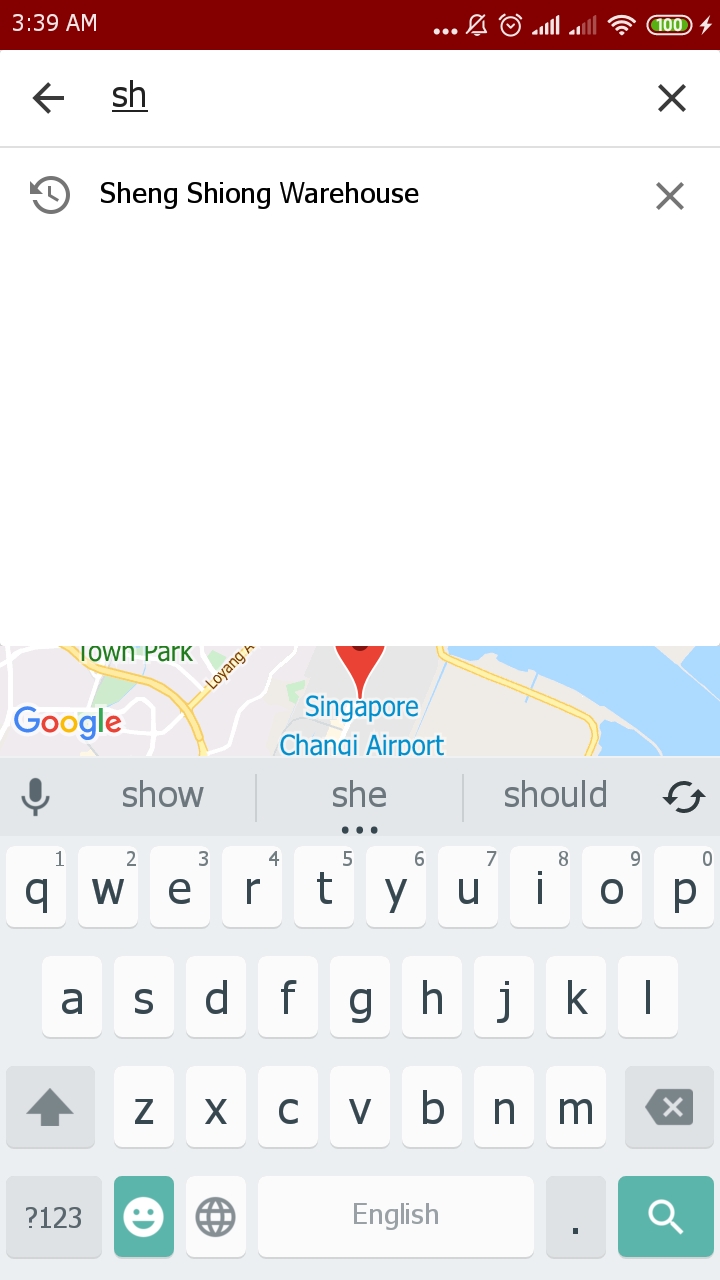 3:39 AM
100
sh
Sheng Shiong Warehouse
Town Park
Loyang A
Google
Singapore
Changi Airport
show she should
1 2 3 4 5 6 7 8 9 0
q w e r t y u i o p
a s d f g h j k l
z x c v b n m
?123 English .